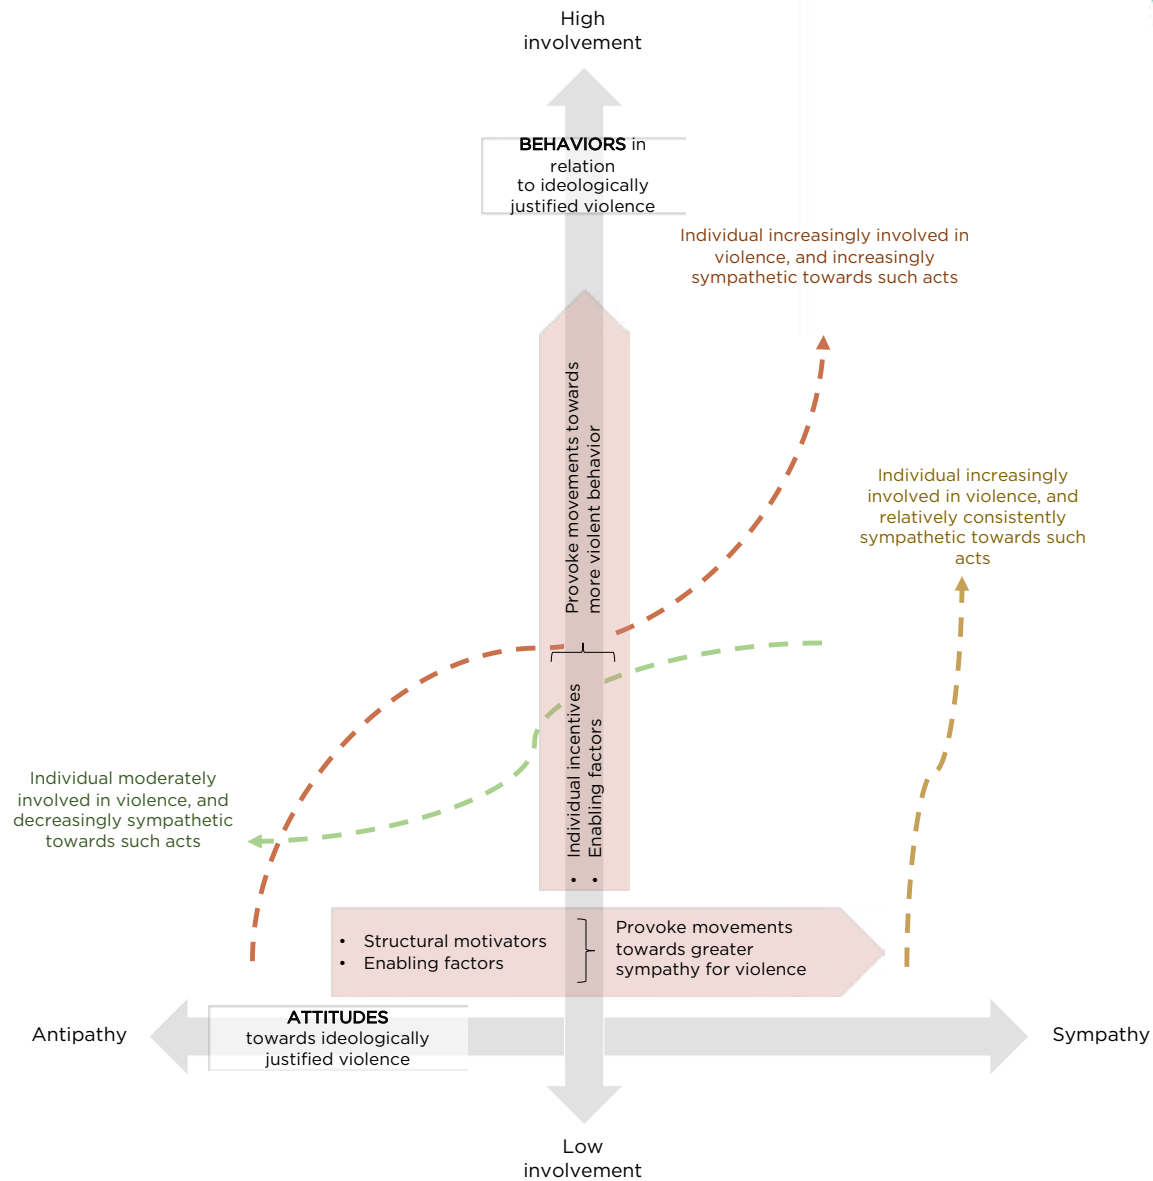 High
involvement
BEHAVIORS in
relation
to ideologically
justified violence
Individual increasingly involved in
violence, and increasingly
sympathetic towards such acts
Provoke movements towards
more violent behavior
Individual increasingly
involved in violence, and
relatively consistently
sympathetic towards such
acts
• Individual incentives
• Enabling factors
Individual moderately
involved in violence, and
decreasingly sympathetic
towards such acts
• Structural motivators
• Enabling factors
Provoke movements
towards greater
sympathy for violence
Antipathy
ATTITUDES
towards ideologically
justified violence
Sympathy
Low
involvement